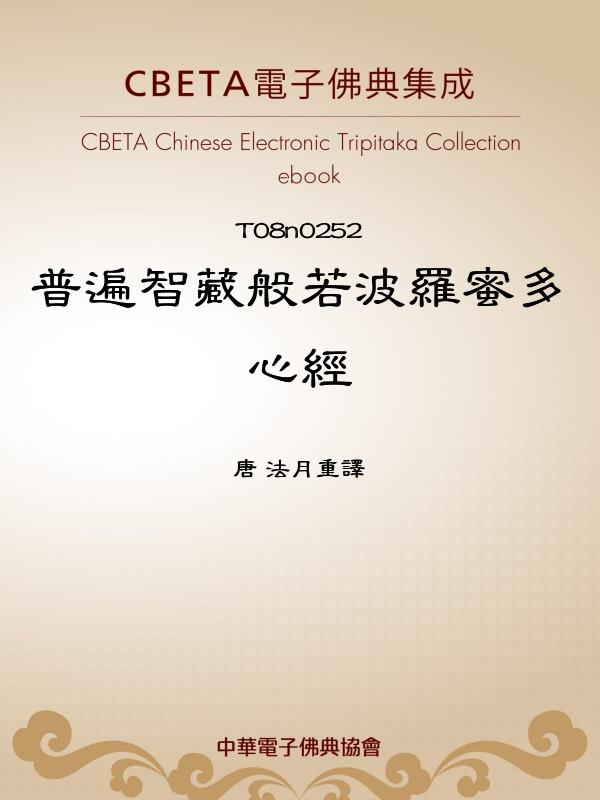 CBETA電子佛典集成
CBETA Chinese Electronic Tripitaka Collection
ebook
T08n0252
普遍智藏般若波羅蜜多
心經
唐 法月重譯
中華電子佛典協會